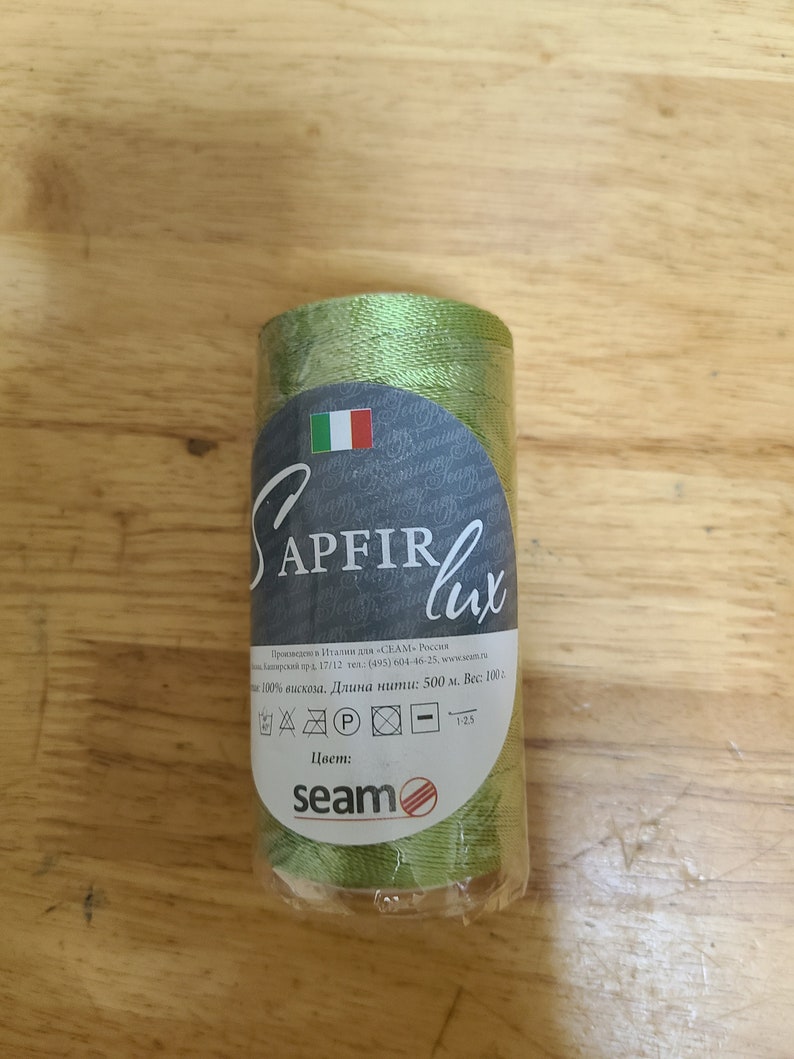 SAPFIR lux
Произведено в Италии для «СЕАМ» Россия
Каширский пр-д, 17/12 тел.: (495) 604-46-25, www.seam.ru
100% вискоза. Длина нити: 500 м. Вес: 100 г.
P
1-2,5
Цвет:
seam